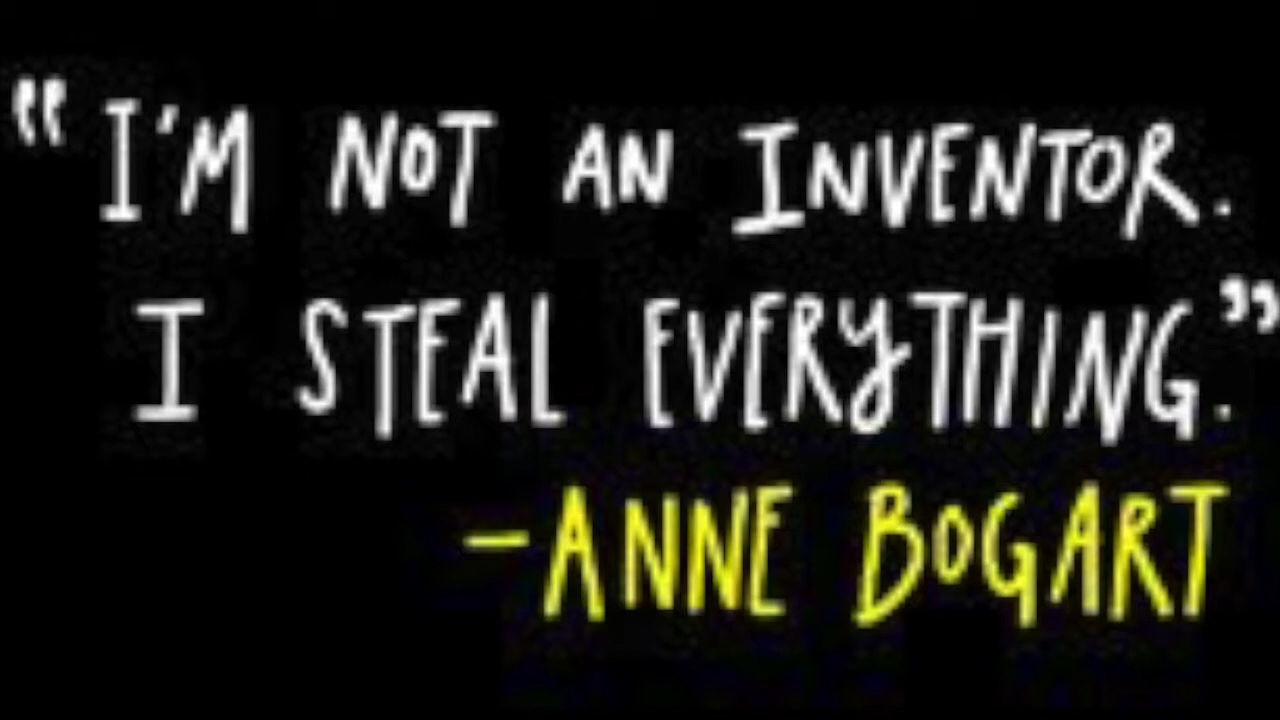 “I'M NOT AN INVENTOR.
I STEAL EVERYTHING.”
-ANNE BOGART